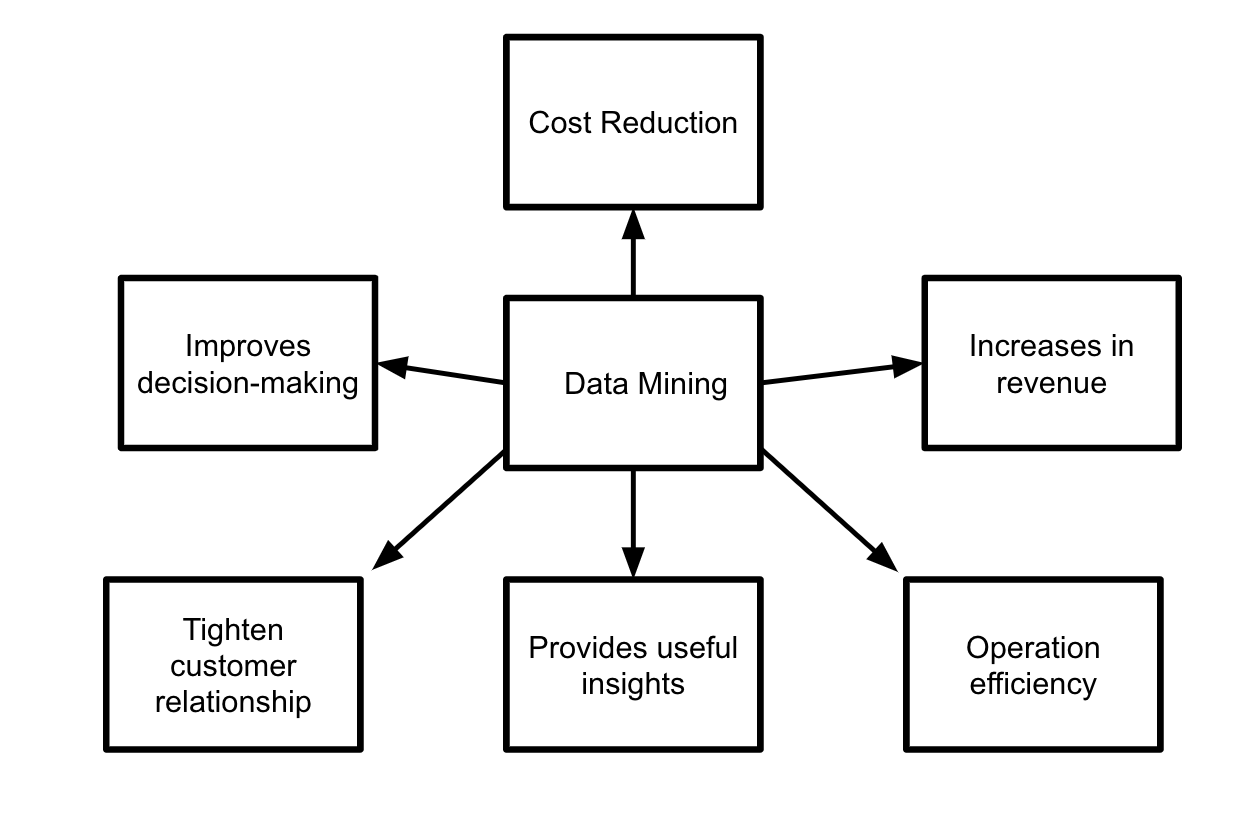 Cost Reduction
Improves
decision-making
Data Mining
Increases in
revenue
Tighten
customer
relationship
Provides useful
insights
Operation
efficiency